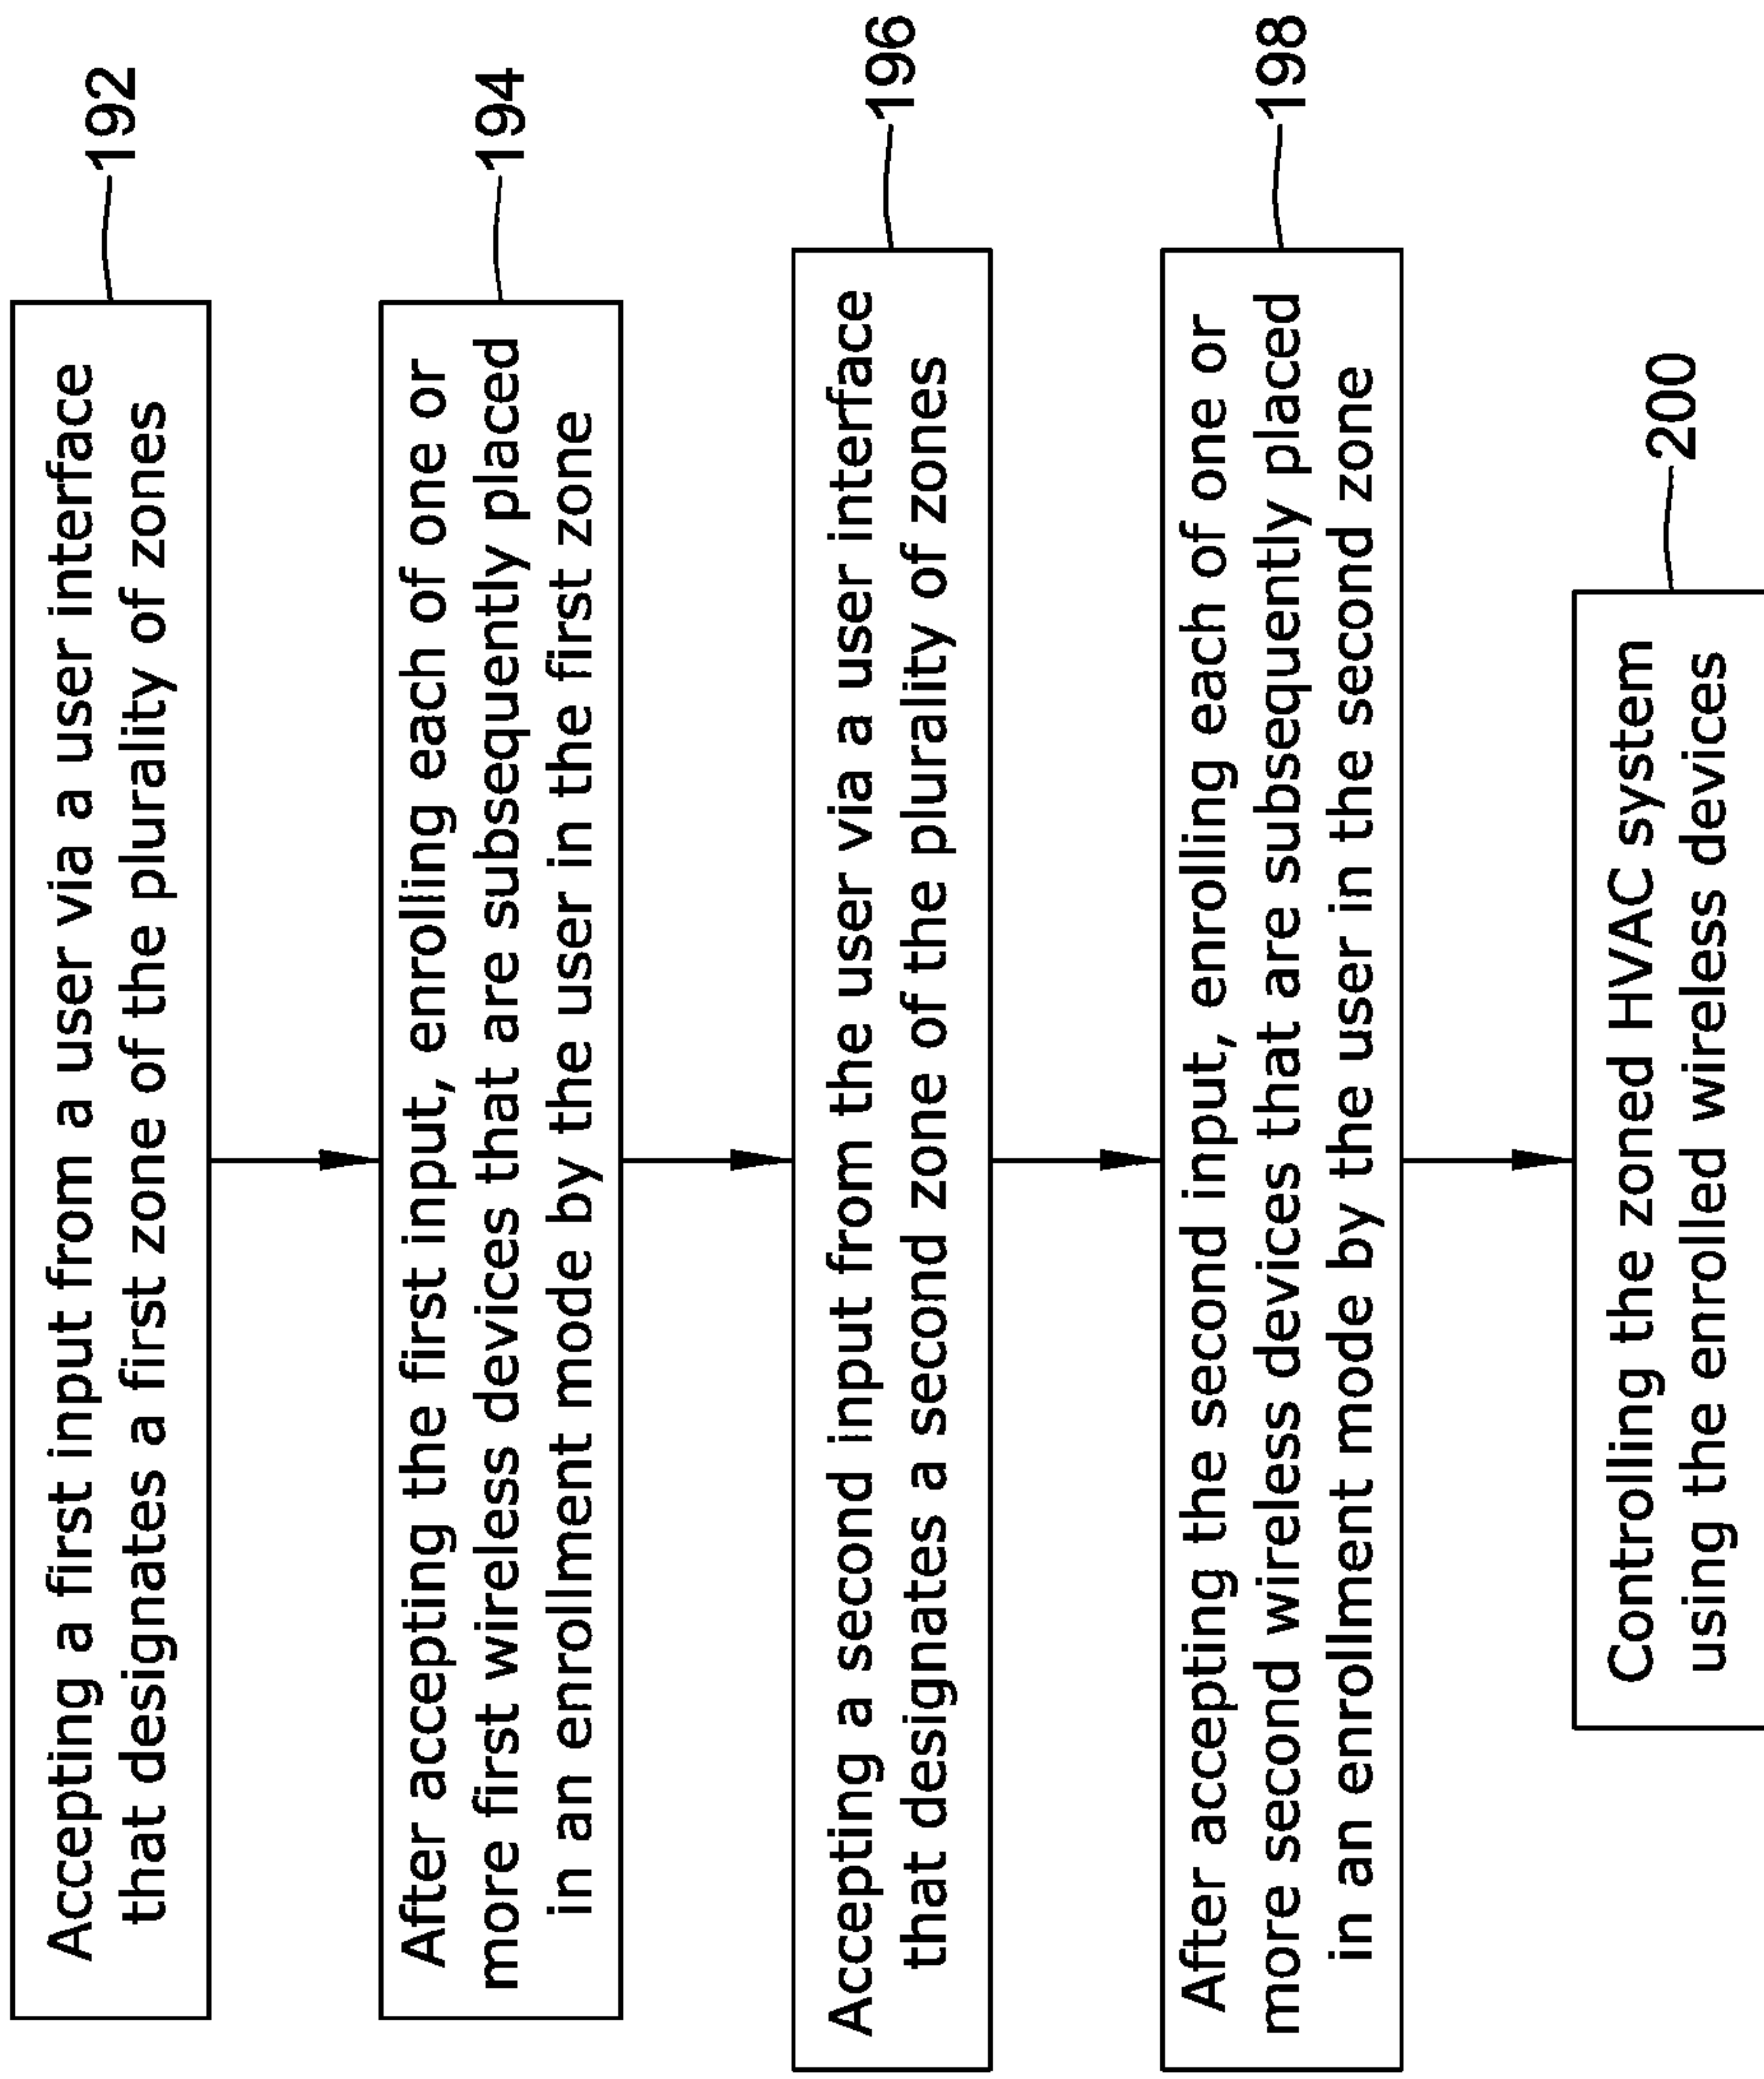 Accepting a first input from a user via a user interface
that designates a first zone of the plurality of zones
192
After accepting the first input, enrolling each of one or
more first wireless devices that are subsequently placed
in an enrollment mode by the user in the first zone
194
Accepting a second input from the user via a user interface
that designates a second zone of the plurality of zones
196
After accepting the second input, enrolling each of one or
more second wireless devices that are subsequently placed
in an enrollment mode by the user in the second zone
198
Controlling the zoned HVAC system
using the enrolled wireless devices
200